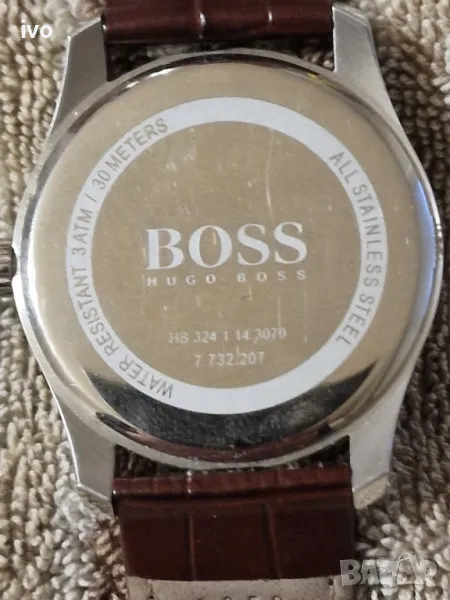 ivo
WATER RESISTANT 3 ATM / 30 METERS
ALL STAINLESS STEEL
BOSS
HUGO BOSS
HB 324 1 14 3070
7.732.207